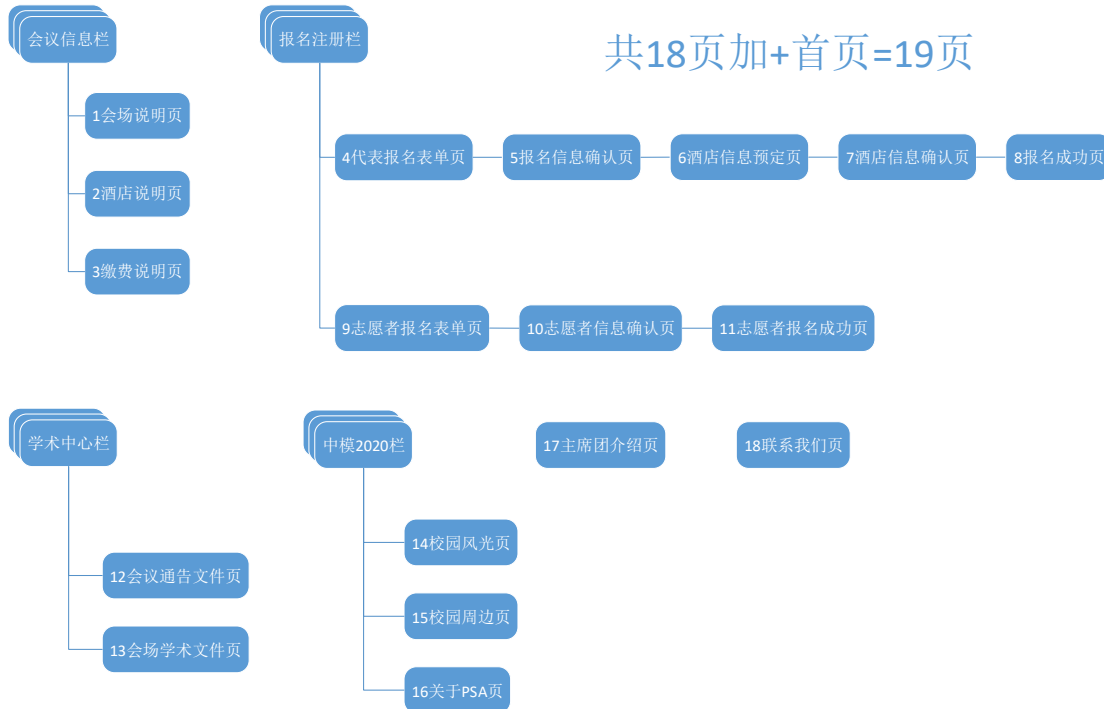 会议信息栏
报名注册栏
共18页加+首页=19页
1会场说明页
2酒店说明页
3缴费说明页
4代表报名表单页
5报名信息确认页
6酒店信息预定页
7酒店信息确认页
8报名成功页
9志愿者报名表单页
10志愿者信息确认页
11志愿者报名成功页
学术中心栏
中模2020栏
17主席团介绍页
18联系我们页
12会议通告文件页
13会场学术文件页
14校园风光页
15校园周边页
16关于PSA页